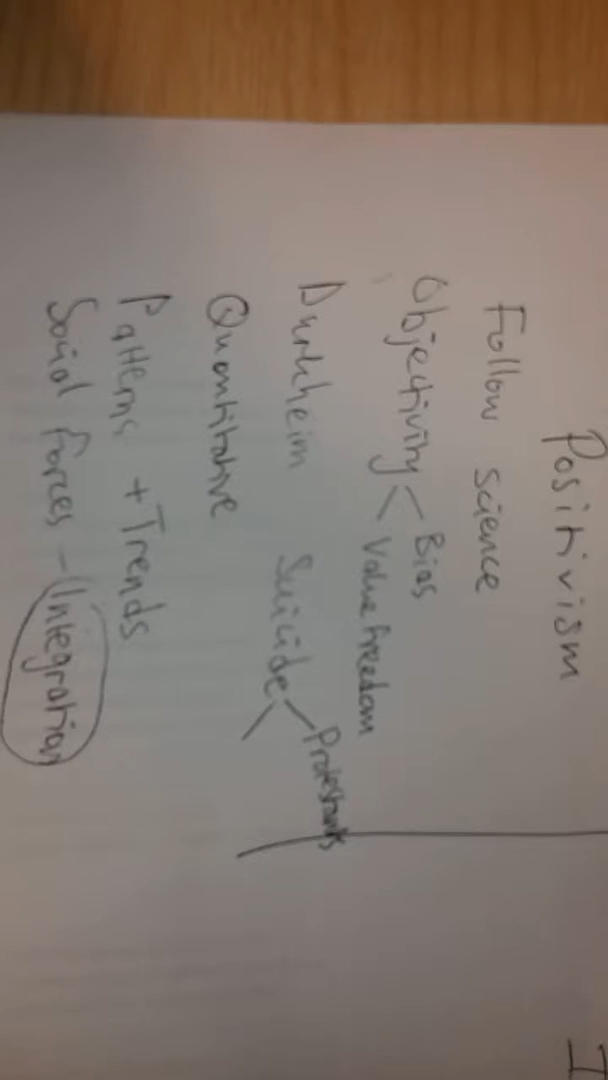 Positivism
Follow science
Objectivity < Bias
Value Freedom
Durkheim Suicide < Protestants
Quantitative
Patterns + Trends
Social Forces - Integration
I